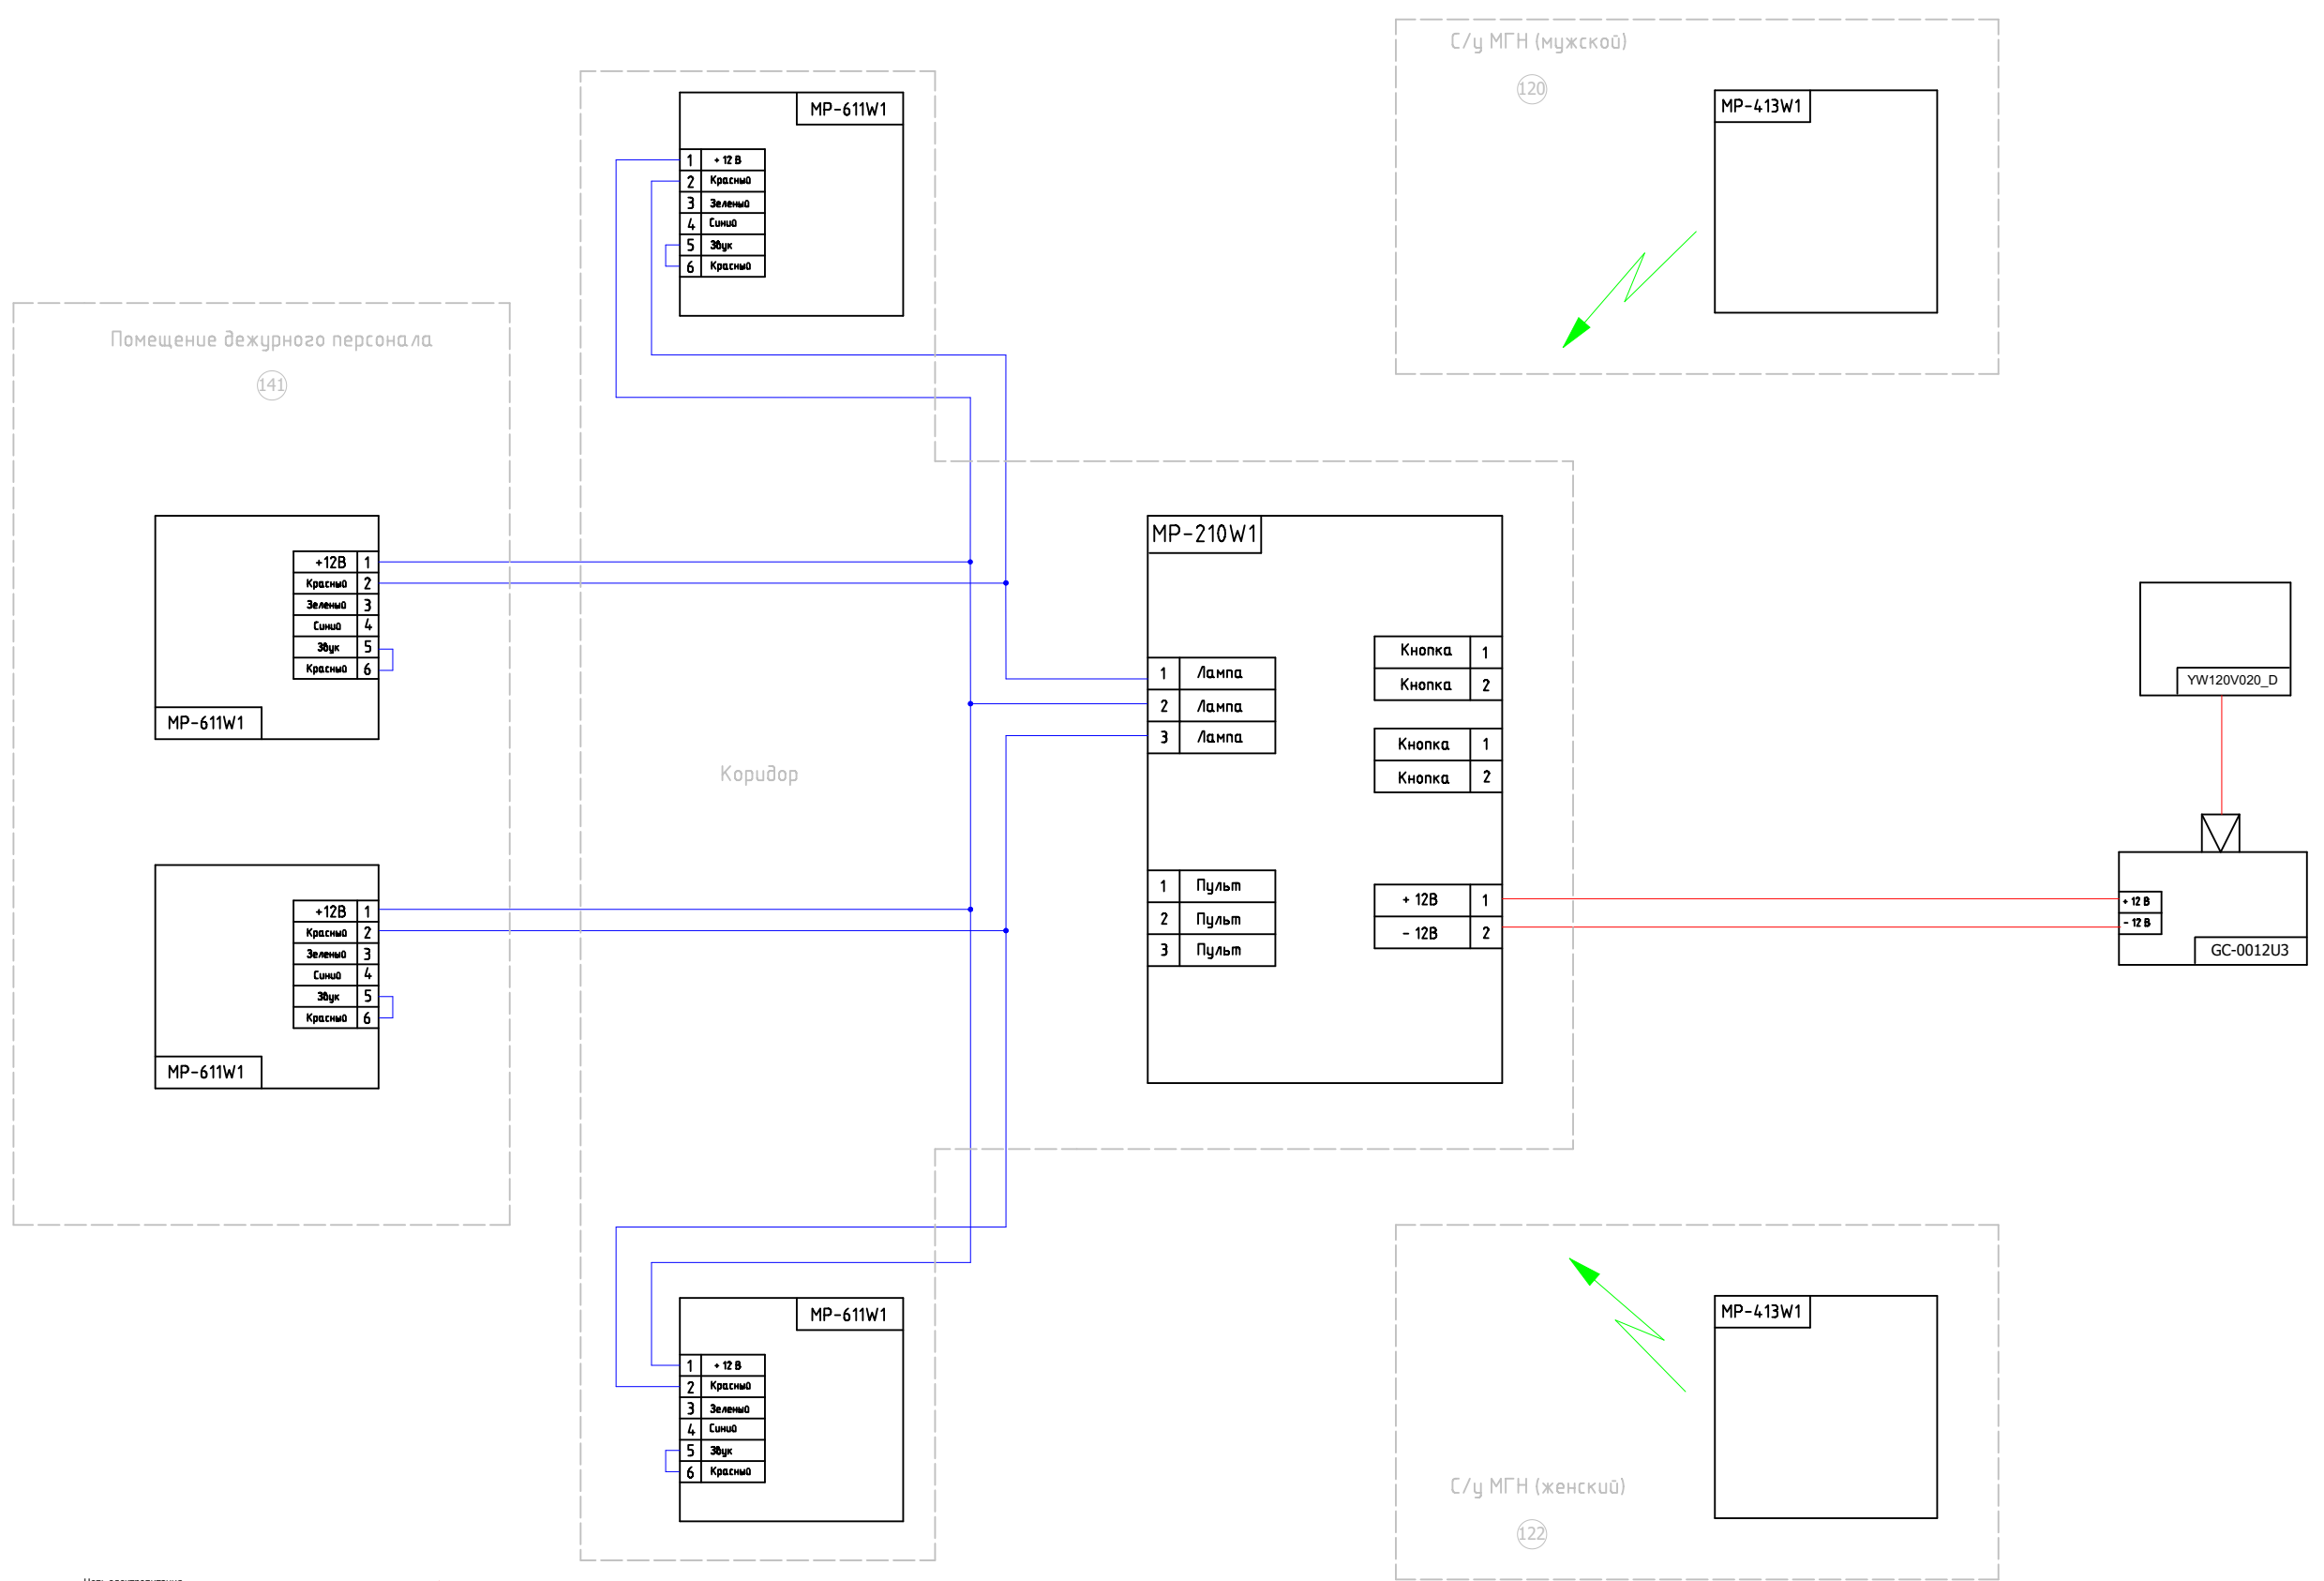 С/у МГН (мужской)
120
MP-413W1
MP-611W1
1 + 12 В
2 Красный
3 Зеленый
4 Синий
5 Звук
6 Красный
Помещение дежурного персонала
141
+12В 1
Красный 2
Зеленый 3
Синий 4
Звук 5
Красный 6
MP-611W1
Коридор
+12В 1
Красный 2
Зеленый 3
Синий 4
Звук 5
Красный 6
MP-611W1
MP-210W1
1 Лампа
2 Лампа
3 Лампа
Кнопка 1
Кнопка 2
Кнопка 1
Кнопка 2
1 Пульт
2 Пульт
3 Пульт
+ 12В 1
- 12В 2
YW120V020_D
+ 12 В
- 12 В
GC-0012U3
MP-611W1
1 + 12 В
2 Красный
3 Зеленый
4 Синий
5 Звук
6 Красный
MP-413W1
С/у МГН (женский)
122